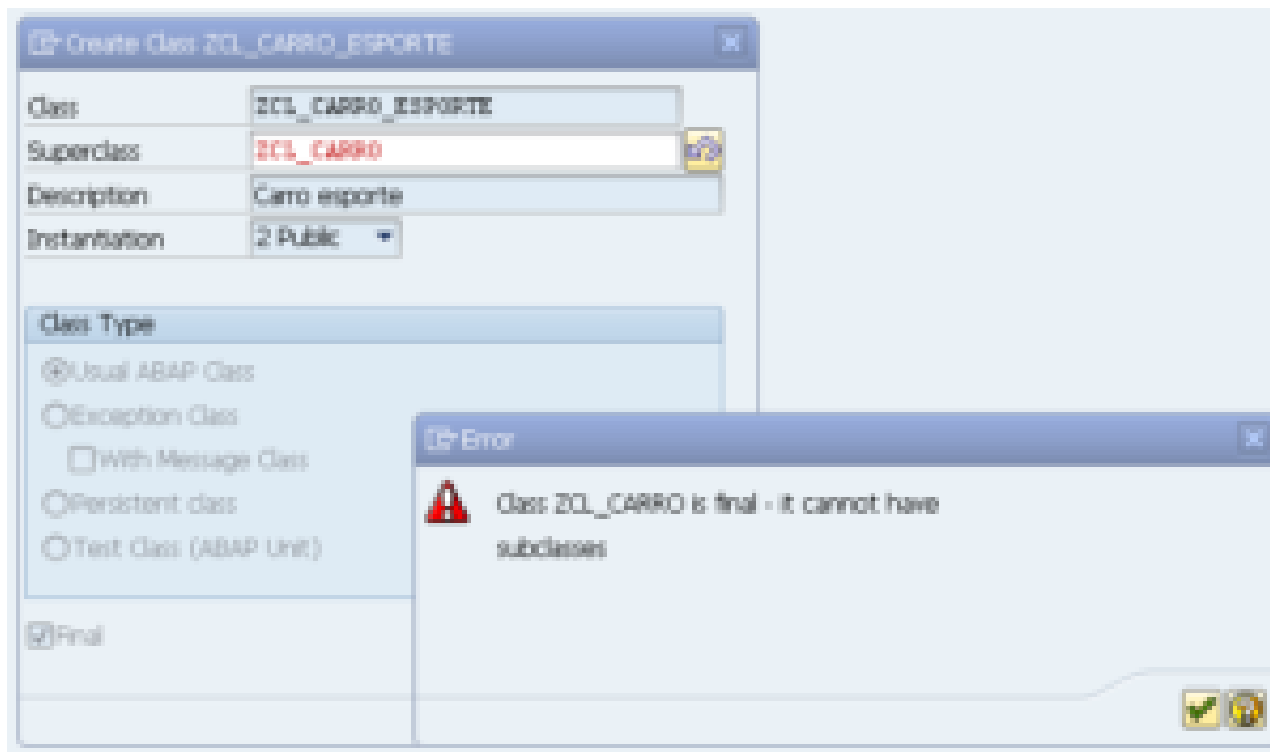 Create Class ZCL_CARRO_ESPORTE
Class ZCL_CARRO_ESPORTE
Superclass ZCL_CARRO
Description Carro esporte
Instantiation 2 Public
Class Type
Usual ABAP Class
Exception Class
With Message Class
Persistent class
Test Class (ABAP Unit)
Final
Error
Class ZCL_CARRO is final - it cannot have
subclasses